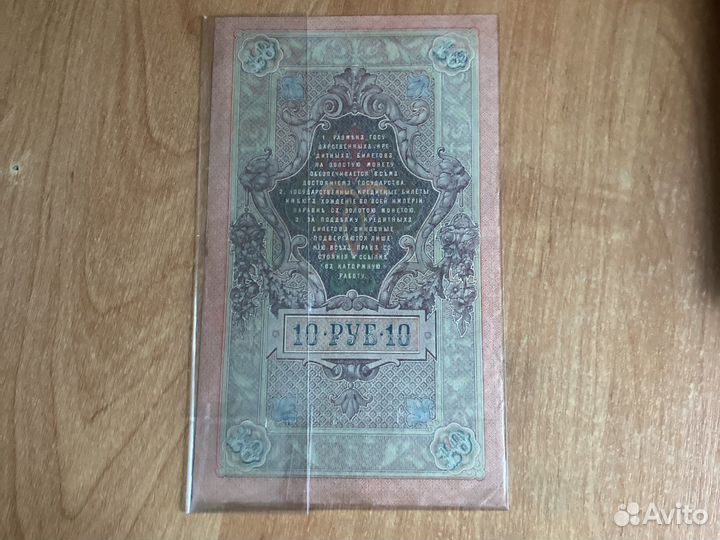 1. РАЗМѢНЪ ГОСУ
ДАРСТВЕННЫХЪ КРЕ
ДИТНЫХЪ БИЛЕТОВЪ
НА ЗОЛОТУЮ МОНЕТУ
ОБЕЗПЕЧИВАЕТСЯ ВСѢМЪ
ДОСТОЯНІЕМЪ ГОСУДАРСТВА.
2. ГОСУДАРСТВЕННЫЕ КРЕДИТНЫЕ БИЛЕТЫ
ИМѢЮТЪ ХОЖДЕНІЕ ВО ВСЕЙ ИМПЕРІИ
НАРАВНѢ СЪ ЗОЛОТОЮ МОНЕТОЮ.
3. ЗА ПОДДѢЛКУ КРЕДИТНЫХЪ
БИЛЕТОВЪ ВИНОВНЫЕ
ПОДВЕРГАЮТСЯ ЛИШЕ
НІЮ ВСѢХЪ ПРАВЪ СО
СТОЯНІЯ И ССЫЛКѢ
ВЪ КАТОРЖНУЮ
РАБОТУ.
10·РУБ·10
Avito